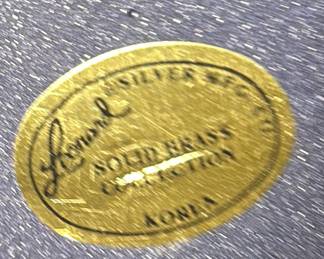 Leonard
SILVER MFG. CO.
SOLID BRASS
COLLECTION
KOREA